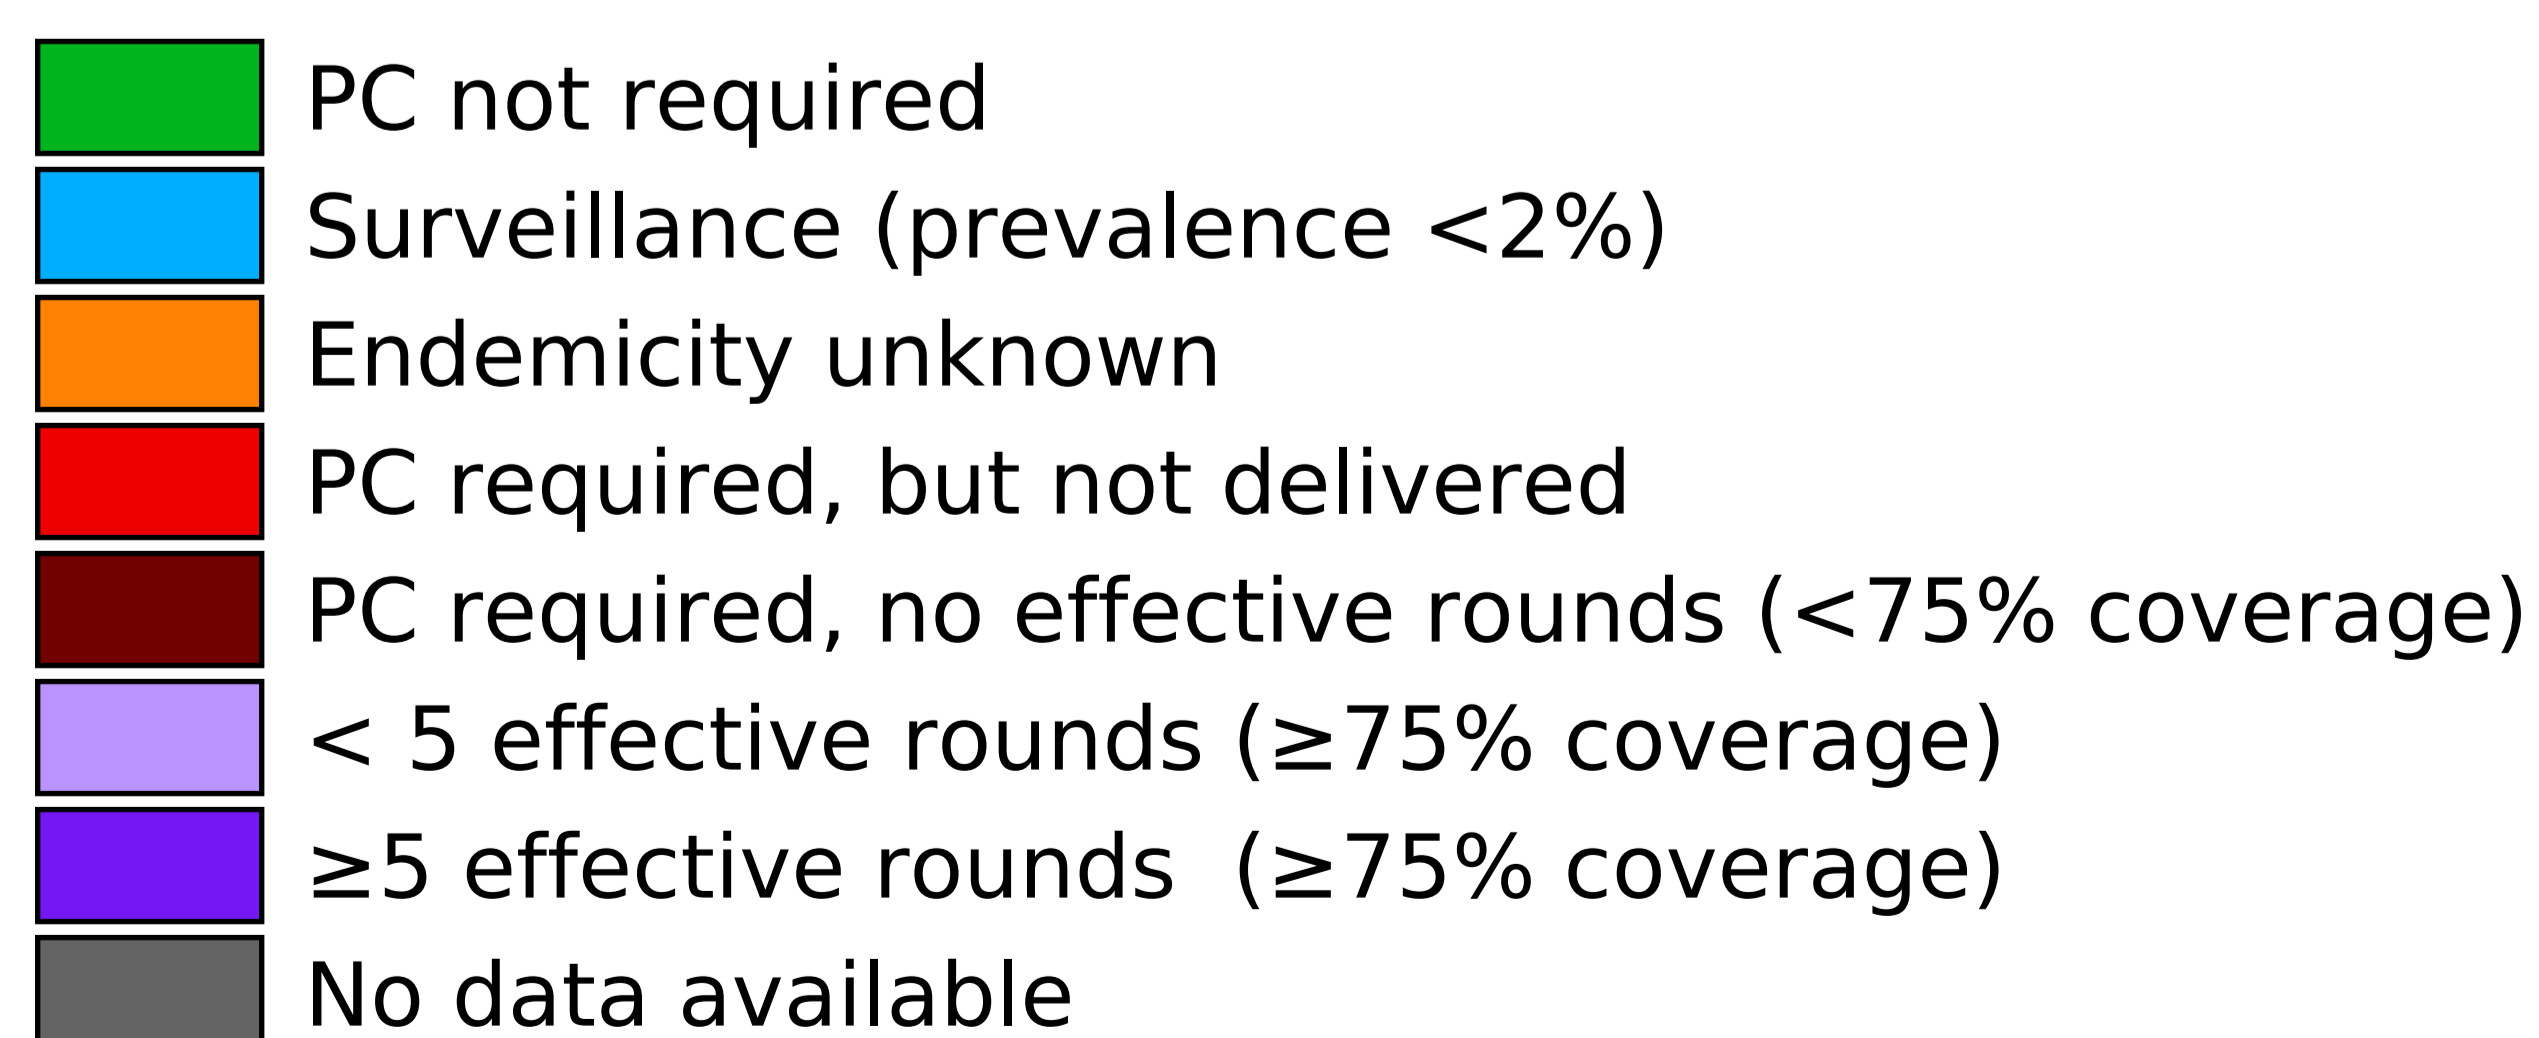 PC not required
Surveillance (prevalence <2%)
Endemicity unknown
PC required, but not delivered
PC required, no effective rounds (<75% coverage)
< 5 effective rounds (≥75% coverage)
≥5 effective rounds  (≥75% coverage)
No data available